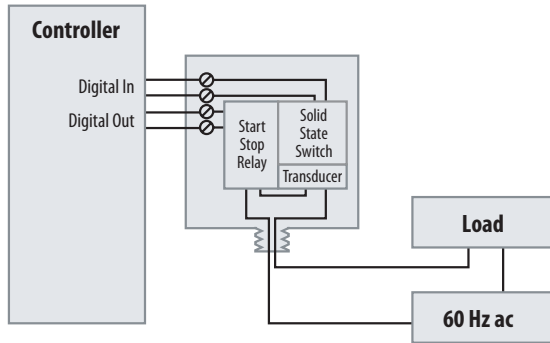 Controller
Digital In
Digital Out
Start
Stop
Relay
Solid
State
Switch
Transducer
Load
60 Hz ac